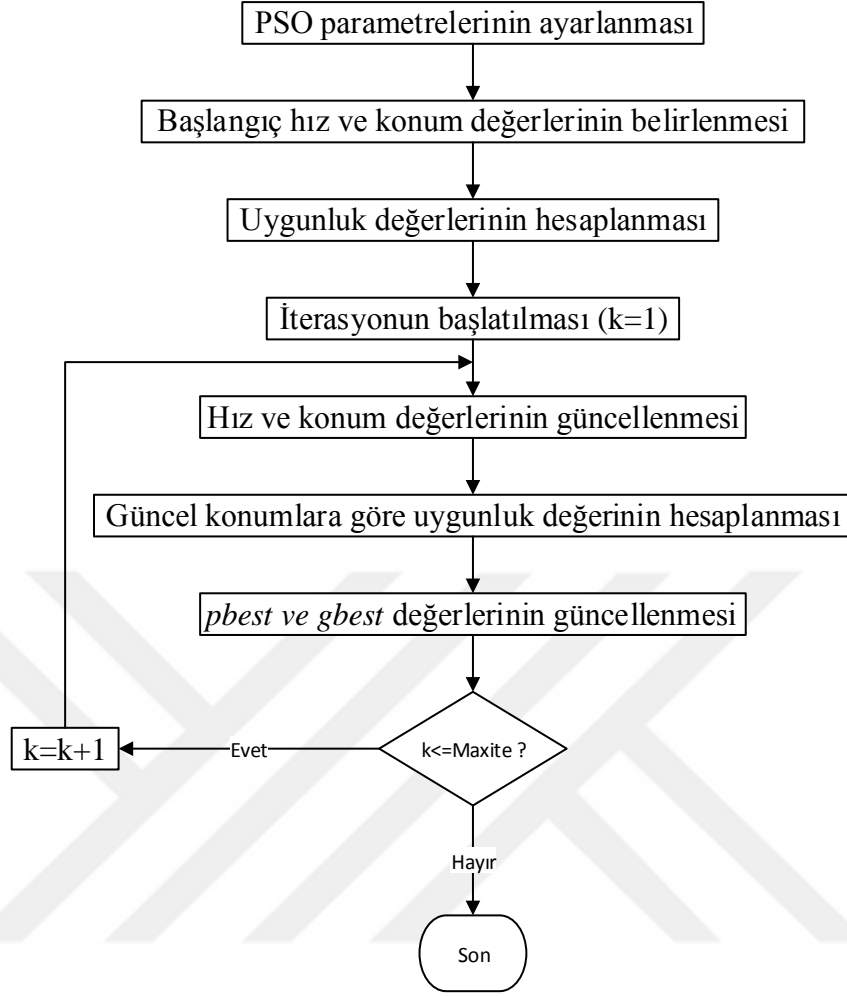 PSO parametrelerinin ayarlanması
Başlangıç hız ve konum değerlerinin belirlenmesi
Uygunluk değerlerinin hesaplanması
İterasyonun başlatılması (k=1)
Hız ve konum değerlerinin güncellenmesi
Güncel konumlara göre uygunluk değerinin hesaplanması
pbest ve gbest değerlerinin güncellenmesi
k=k+1
Evet
k<=Maxite ?
Hayır
Son